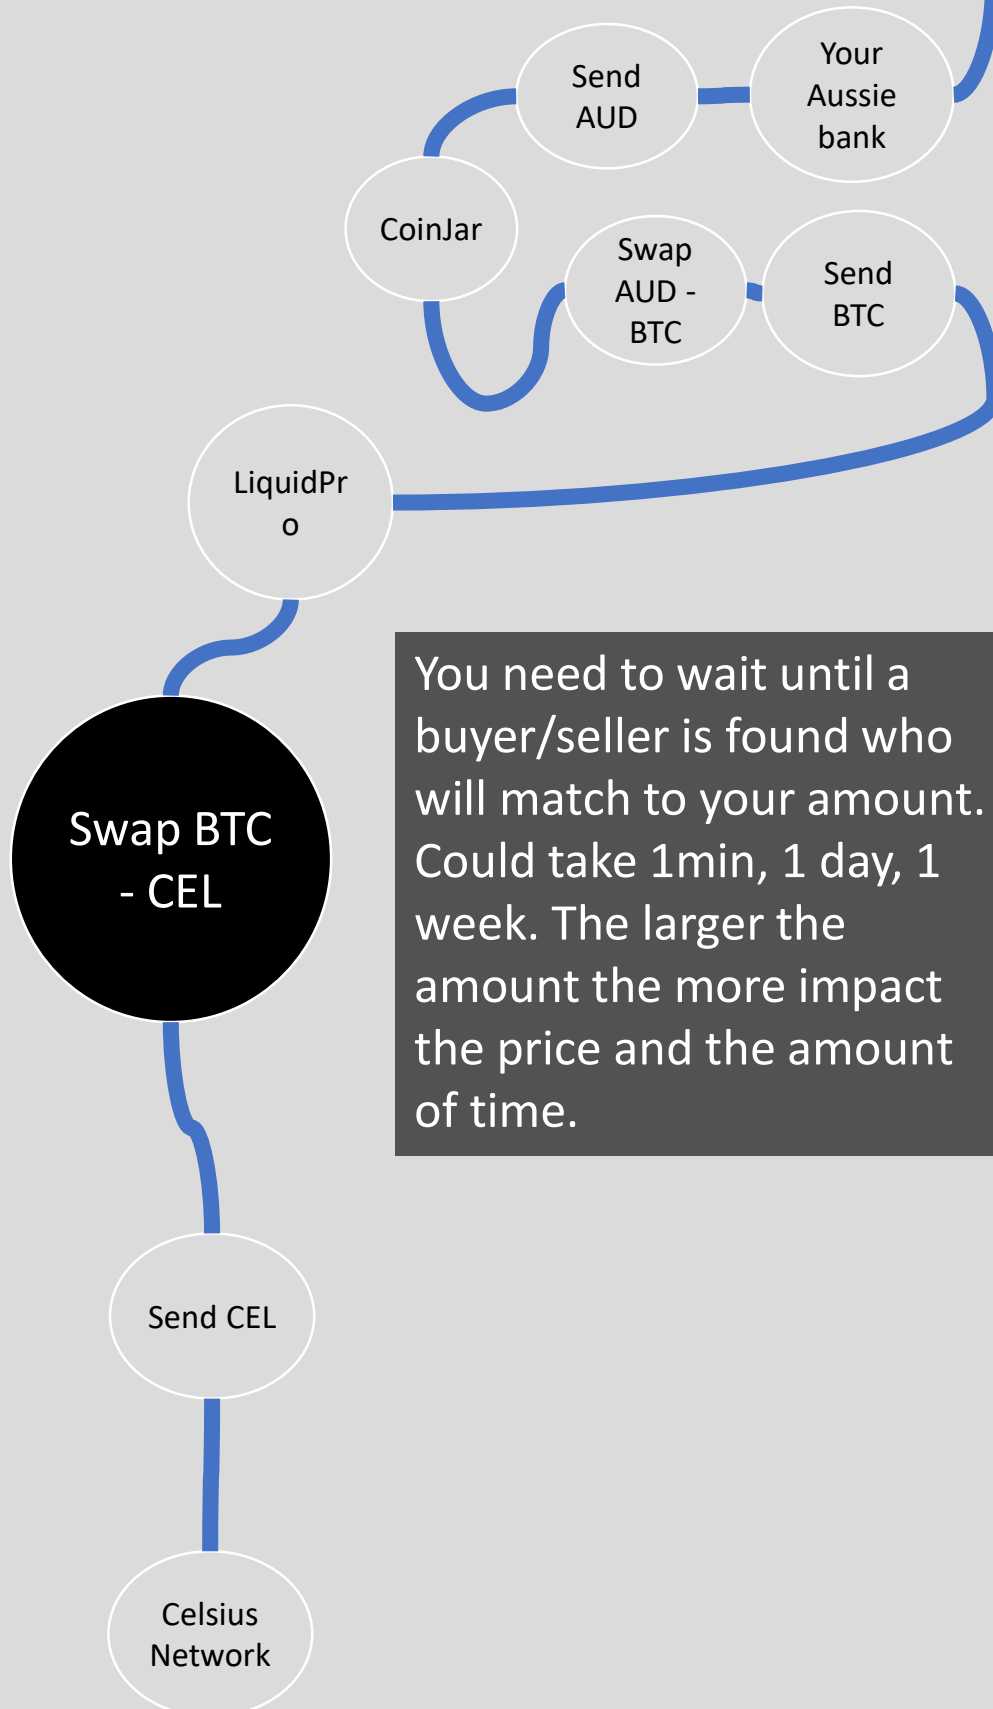 Your
Aussie
bank
Send
AUD
CoinJar
Swap
AUD -
BTC
Send
BTC
LiquidPr
o
Swap BTC
- CEL
You need to wait until a
buyer/seller is found who
will match to your amount.
Could take 1min, 1 day, 1
week. The larger the
amount the more impact
the price and the amount
of time.
Send CEL
Celsius
Network